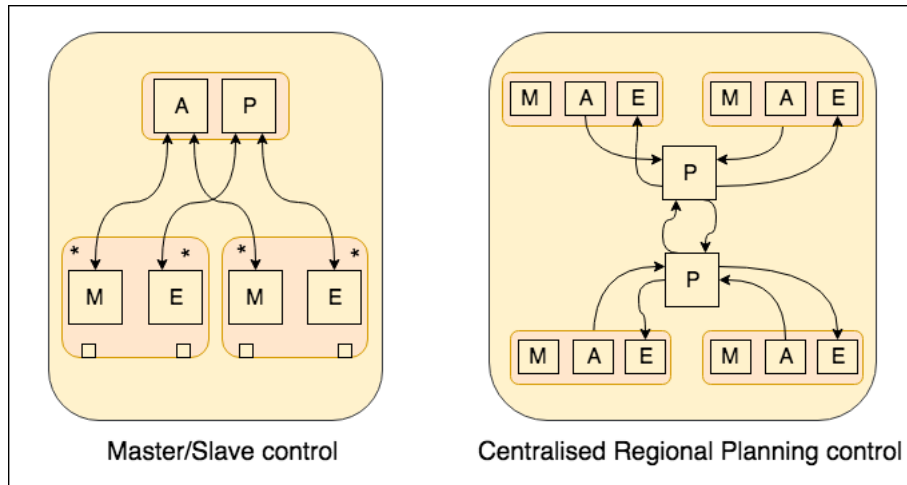 A P
M A E M A E
P
* * * *
M E M E
P
M A E M A E
Master/Slave control
Centralised Regional Planning control